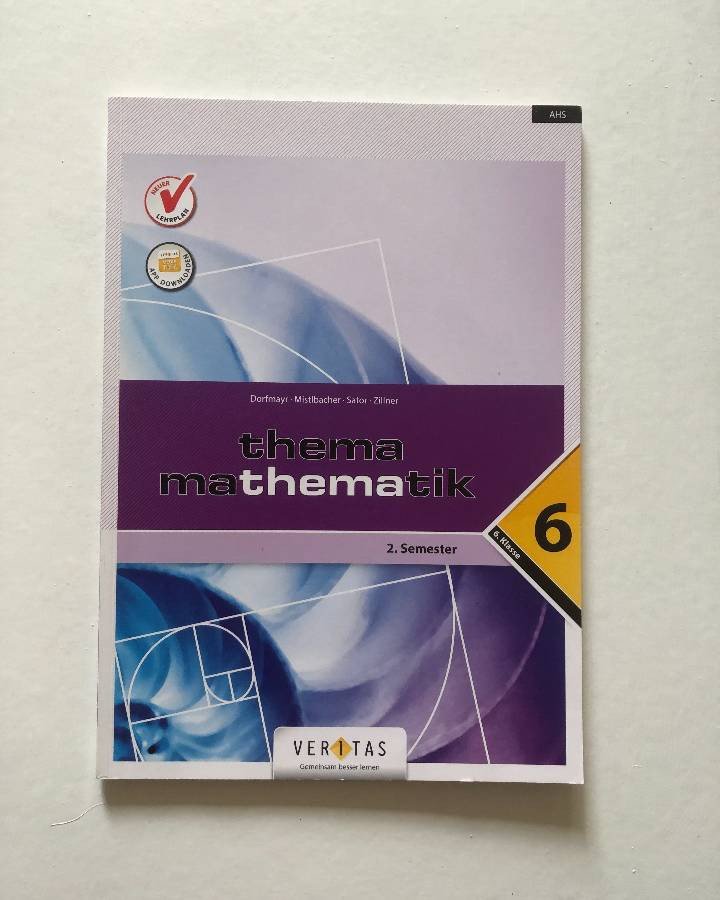 AHS
NEUER
LEHRPLAN
APP DOWNLOADEN
Dorfmayr · Mistlbacher · Sator · Zillner
thema
mathematik
2. Semester
6
6. Klasse
VERITAS
Gemeinsam besser lernen